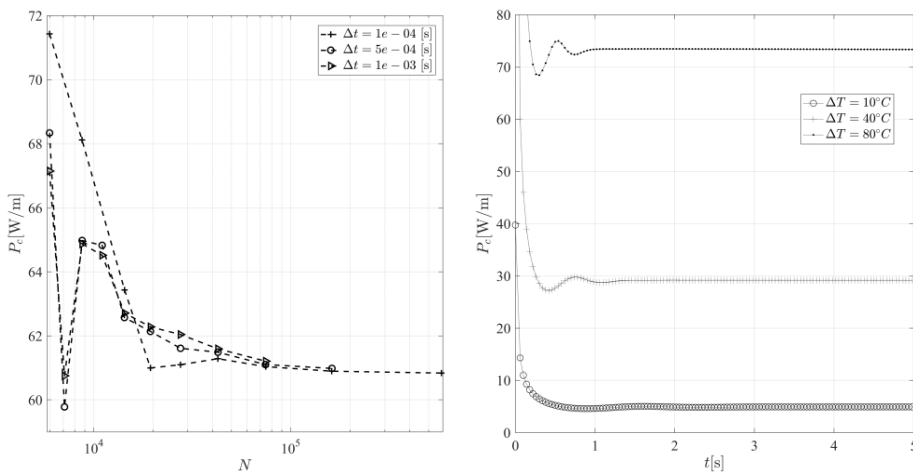 72
70
68
66
64
62
60
P_c[W/m]
10^4
10^5
N
Δt = 1e − 04 [s]
Δt = 5e − 04 [s]
Δt = 1e − 03 [s]
80
70
60
50
40
30
20
10
0
P_c[W/m]
0 1 2 3 4 5
t[s]
ΔT = 10°C
ΔT = 40°C
ΔT = 80°C